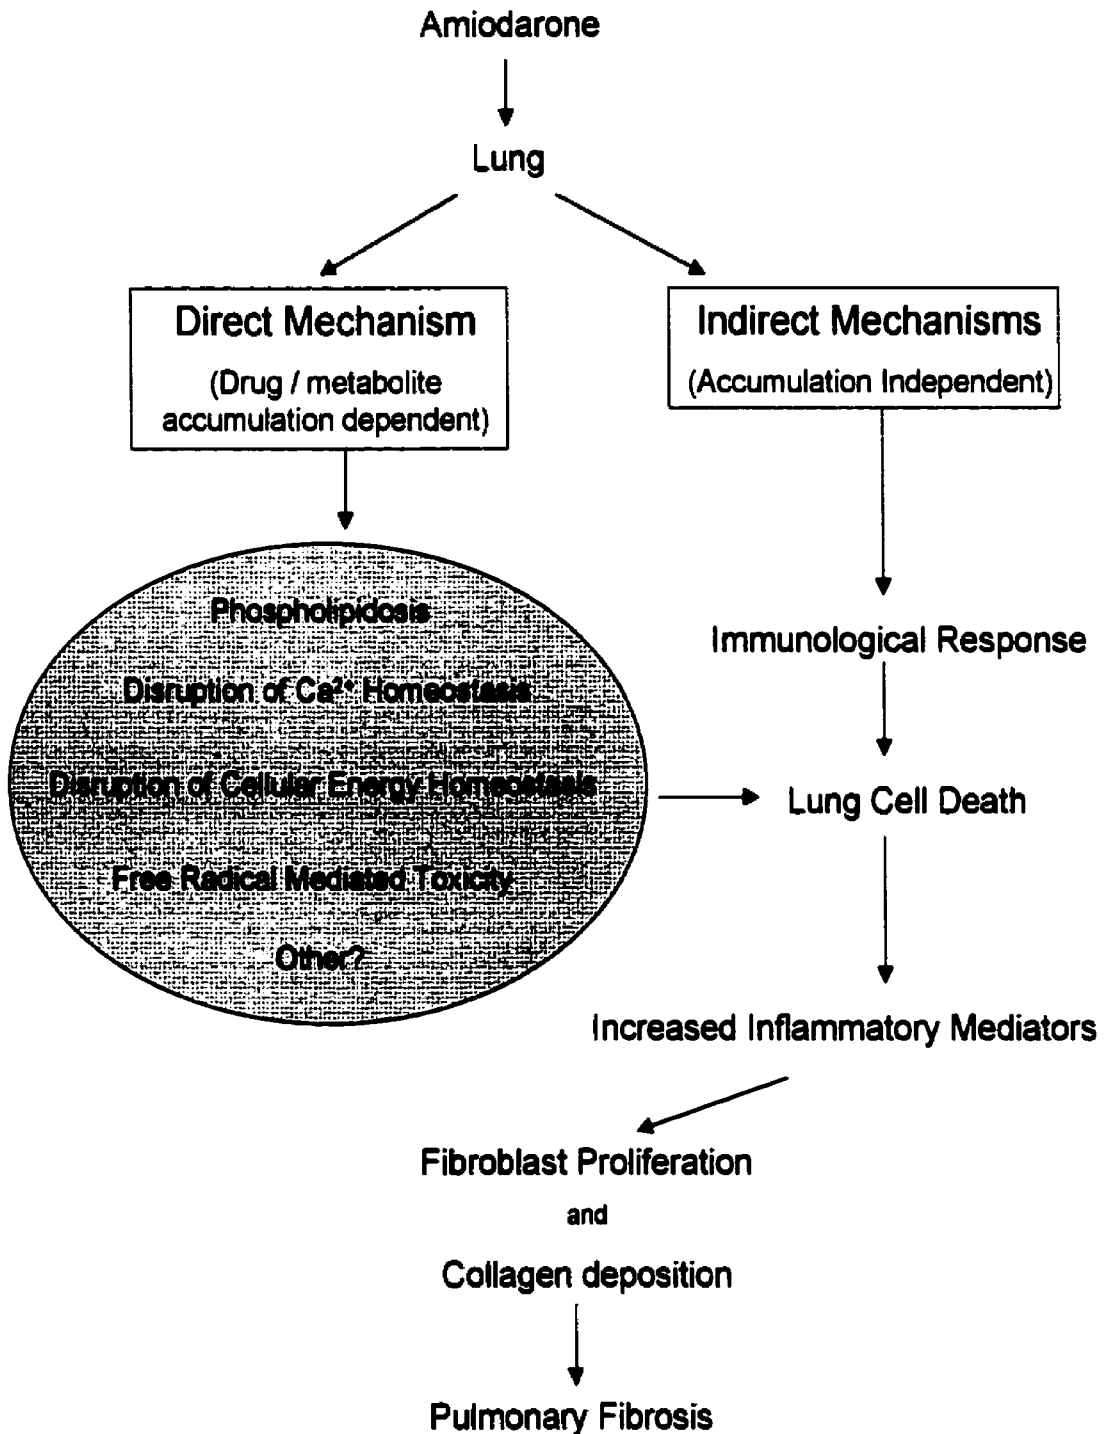 Amiodarone
Lung
Direct Mechanism
(Drug / metabolite
accumulation dependent)
Indirect Mechanisms
(Accumulation Independent)
Phospholipidosis
Disruption of Ca²⁺ Homeostasis
Disruption of Cellular Energy Homeostasis
Free Radical Mediated Toxicity
Other?
Immunological Response
Lung Cell Death
Increased Inflammatory Mediators
Fibroblast Proliferation
and
Collagen deposition
Pulmonary Fibrosis